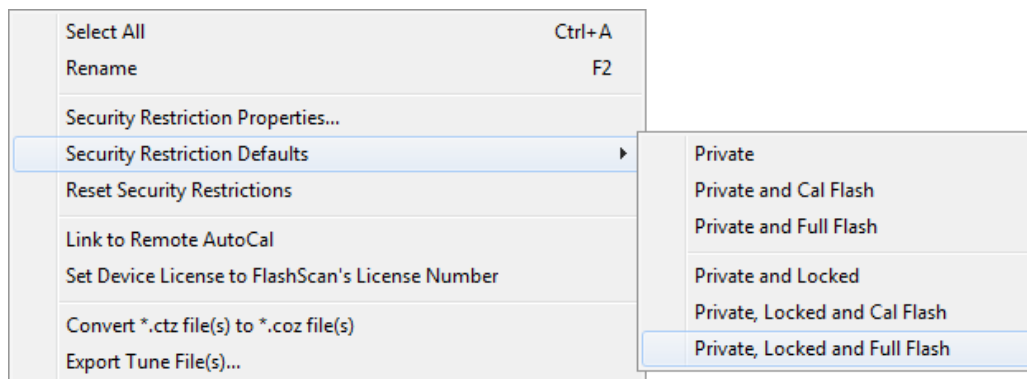 Select All Ctrl+A
Rename F2
Security Restriction Properties...
Security Restriction Defaults
Reset Security Restrictions
Link to Remote AutoCal
Set Device License to FlashScan's License Number
Convert *.ctz file(s) to *.coz file(s)
Export Tune File(s)...
Private
Private and Cal Flash
Private and Full Flash
Private and Locked
Private, Locked and Cal Flash
Private, Locked and Full Flash